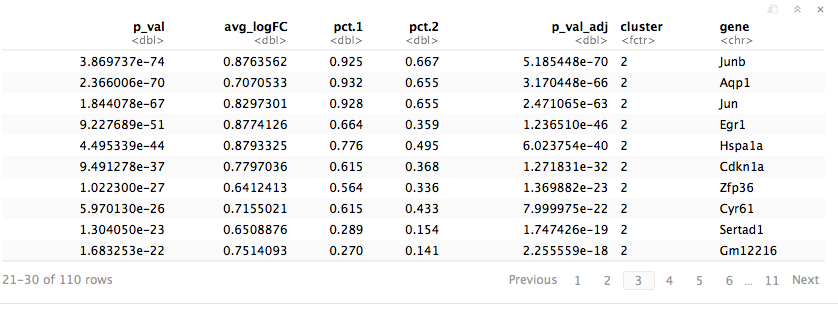 p_val avg_logFC pct.1 pct.2 p_val_adj cluster gene
<dbl> <dbl> <dbl> <dbl> <dbl> <fctr> <chr>
3.869737e-74 0.8763562 0.925 0.667 5.185448e-70 2 Junb
2.366006e-70 0.7070533 0.932 0.655 3.170448e-66 2 Aqp1
1.844078e-67 0.8297301 0.928 0.655 2.471065e-63 2 Jun
9.227689e-51 0.8774126 0.664 0.359 1.236510e-46 2 Egr1
4.495339e-44 0.8793325 0.776 0.495 6.023754e-40 2 Hspa1a
9.491278e-37 0.7797036 0.615 0.368 1.271831e-32 2 Cdkn1a
1.022300e-27 0.6412413 0.564 0.336 1.369882e-23 2 Zfp36
5.970130e-26 0.7155021 0.615 0.433 7.999975e-22 2 Cyr61
1.304050e-23 0.6508876 0.289 0.154 1.747426e-19 2 Sertad1
1.683253e-22 0.7514093 0.270 0.141 2.255559e-18 2 Gm12216
21-30 of 110 rows Previous 1 2 3 4 5 6 ... 11 Next